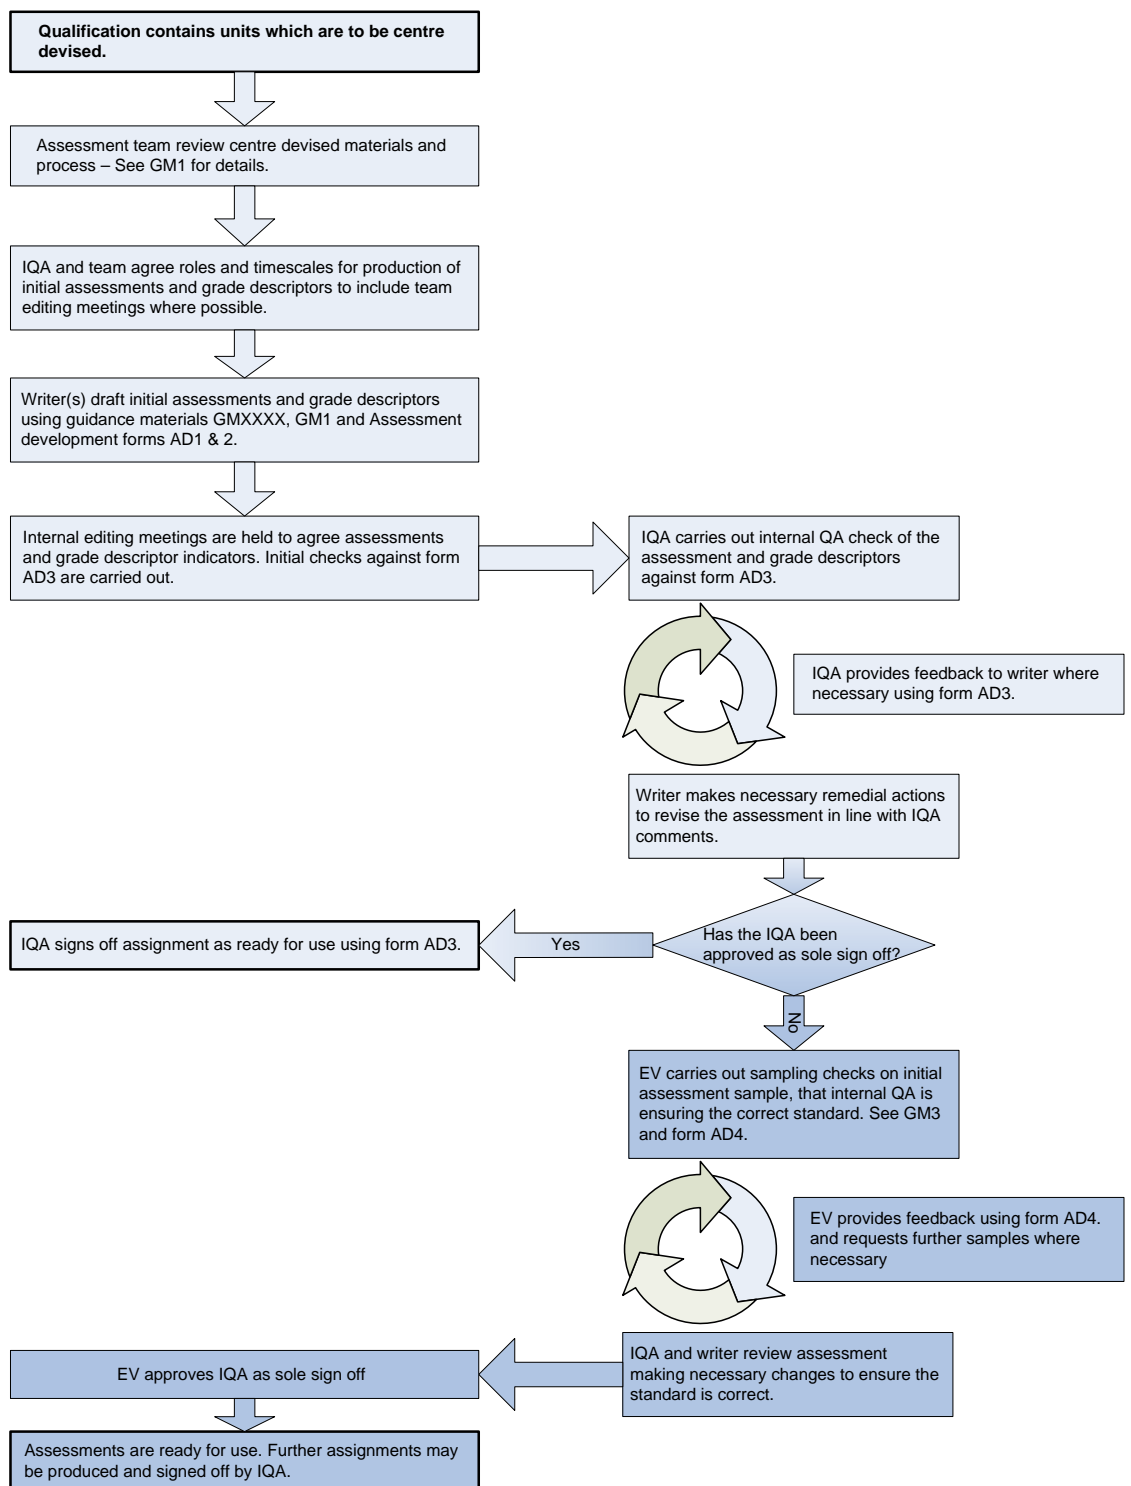 Qualification contains units which are to be centre
devised.
Assessment team review centre devised materials and
process – See GM1 for details.
IQA and team agree roles and timescales for production of
initial assessments and grade descriptors to include team
editing meetings where possible.
Writer(s) draft initial assessments and grade descriptors
using guidance materials GMXXXX, GM1 and Assessment
development forms AD1 & 2.
Internal editing meetings are held to agree assessments
and grade descriptor indicators. Initial checks against form
AD3 are carried out.
IQA carries out internal QA check of the
assessment and grade descriptors
against form AD3.
IQA provides feedback to writer where
necessary using form AD3.
Writer makes necessary remedial actions
to revise the assessment in line with IQA
comments.
Has the IQA been
approved as sole sign off?
Yes
IQA signs off assignment as ready for use using form AD3.
No
EV carries out sampling checks on initial
assessment sample, that internal QA is
ensuring the correct standard. See GM3
and form AD4.
EV provides feedback using form AD4.
and requests further samples where
necessary
IQA and writer review assessment
making necessary changes to ensure the
standard is correct.
EV approves IQA as sole sign off
Assessments are ready for use. Further assignments may
be produced and signed off by IQA.